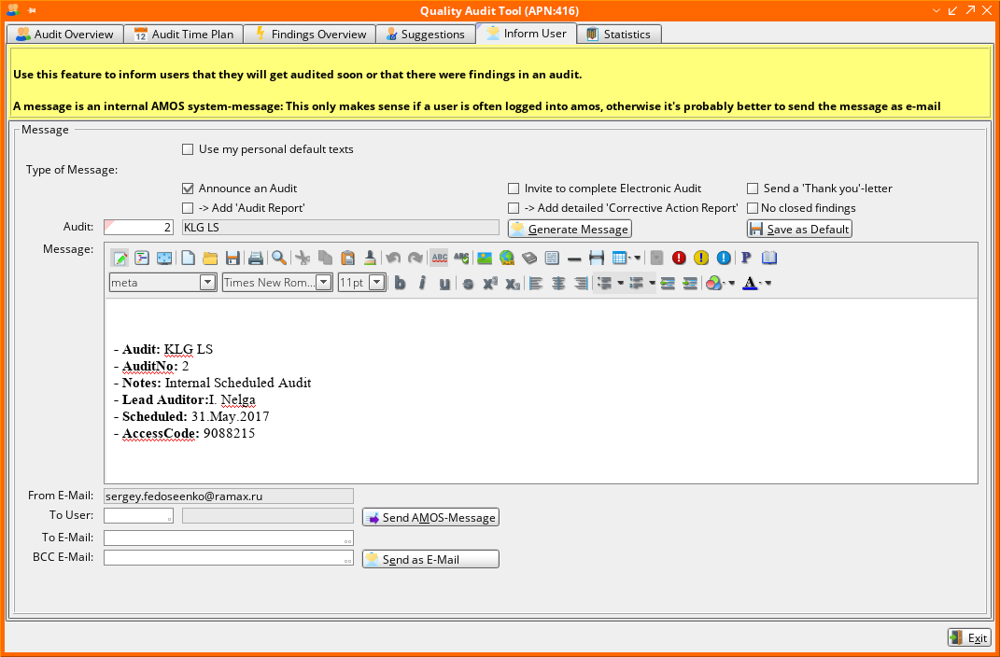 Quality Audit Tool (APN:416)
Audit Overview 12 Audit Time Plan Findings Overview Suggestions Inform User Statistics
Use this feature to inform users that they will get audited soon or that there were findings in an audit.
A message is an internal AMOS system-message: This only makes sense if a user is often logged into amos, otherwise it's probably better to send the message as e-mail
Message
Use my personal default texts
Type of Message:
Announce an Audit Invite to complete Electronic Audit Send a 'Thank you'-letter
-> Add 'Audit Report' -> Add detailed 'Corrective Action Report' No closed findings
Audit: 2 KLG LS Generate Message Save as Default
Message:
ABC ABC P
meta Times New Rom... 11pt b i u s x² x₂ A
- Audit: KLG LS
- AuditNo: 2
- Notes: Internal Scheduled Audit
- Lead Auditor:I. Nelga
- Scheduled: 31.May.2017
- AccessCode: 9088215
From E-Mail: sergey.fedoseenko@ramax.ru
To User: Send AMOS-Message
To E-Mail:
BCC E-Mail: Send as E-Mail
Exit